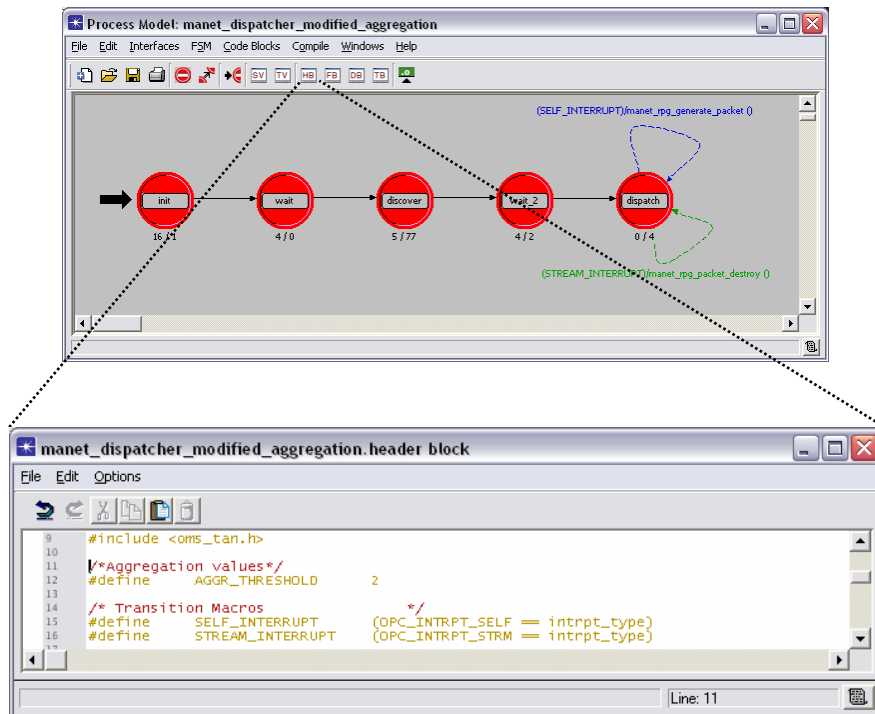 Process Model: manet_dispatcher_modified_aggregation
File Edit Interfaces FSM Code Blocks Compile Windows Help
SV TV HB FB DB TB
(SELF_INTERRUPT)/manet_rpg_generate_packet ()
init wait discover wait_2 dispatch
16 / 1 4 / 0 5 / 77 4 / 2 0 / 4
(STREAM_INTERRUPT)/manet_rpg_packet_destroy ()
manet_dispatcher_modified_aggregation.header block
File Edit Options
9 #include <oms_tan.h>
10
11 /*Aggregation values*/
12 #define AGGR_THRESHOLD 2
13
14 /* Transition Macros */
15 #define SELF_INTERRUPT (OPC_INTRPT_SELF == intrpt_type)
16 #define STREAM_INTERRUPT (OPC_INTRPT_STRM == intrpt_type)
17
Line: 11